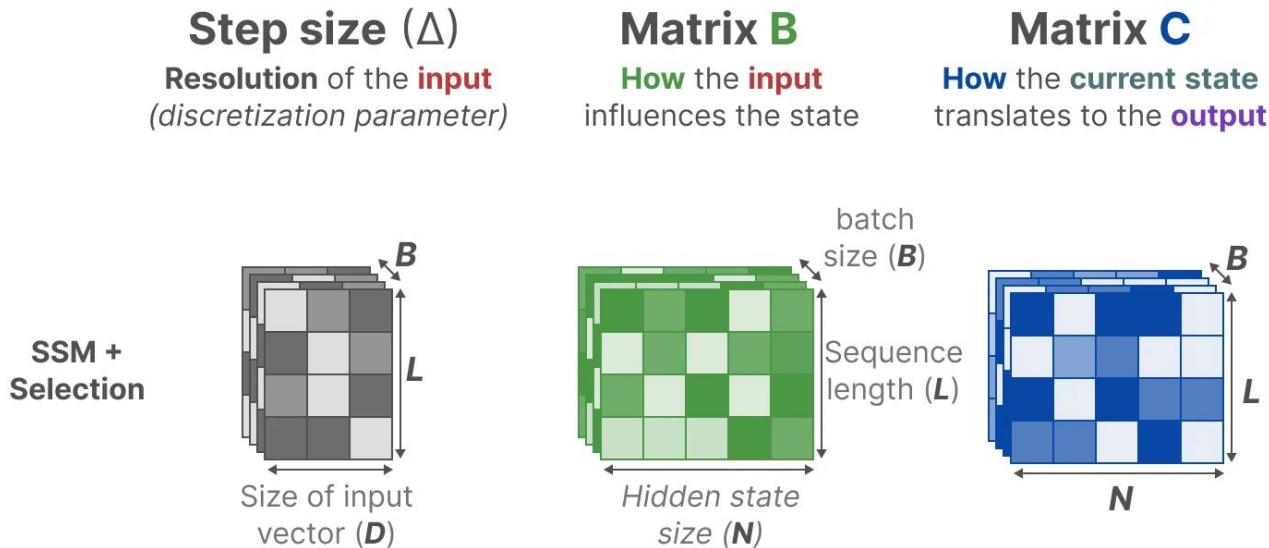 Step size (Δ)
Resolution of the input
(discretization parameter)
Matrix B
How the input
influences the state
Matrix C
How the current state
translates to the output
SSM +
Selection
B
L
Size of input
vector (D)
batch
size (B)
Sequence
length (L)
Hidden state
size (N)
B
L
N